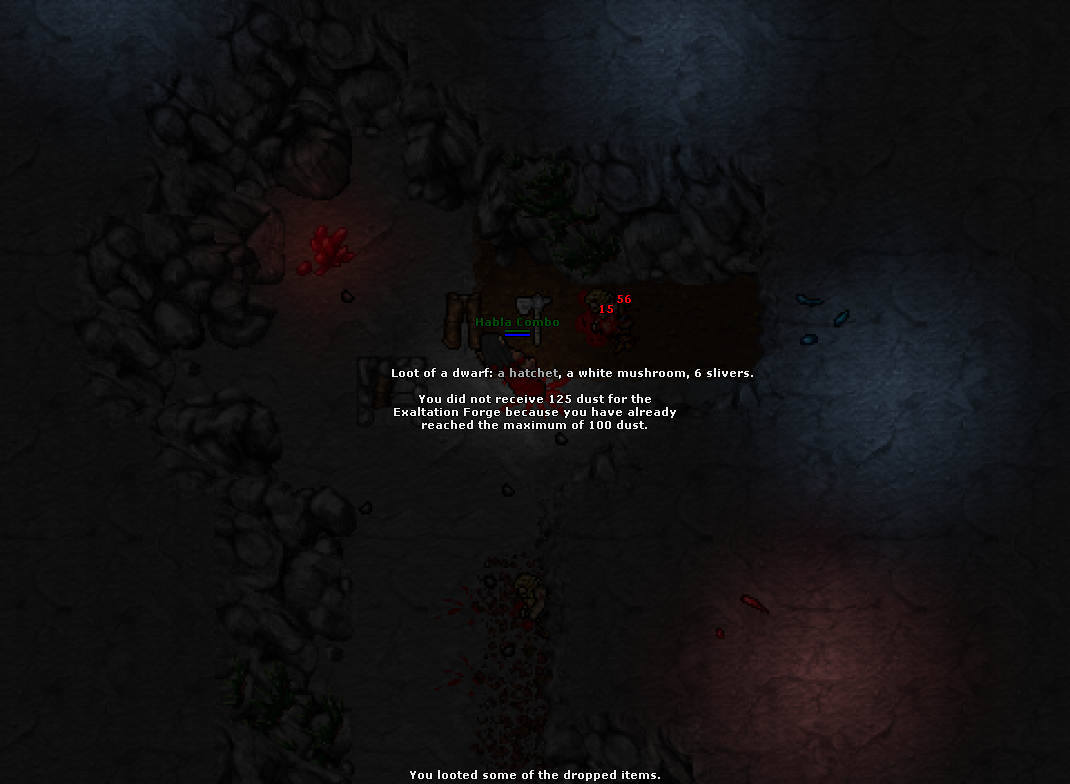 56
15
Habla Combo
Loot of a dwarf: a hatchet, a white mushroom, 6 slivers.
You did not receive 125 dust for the
Exaltation Forge because you have already
reached the maximum of 100 dust.
You looted some of the dropped items.